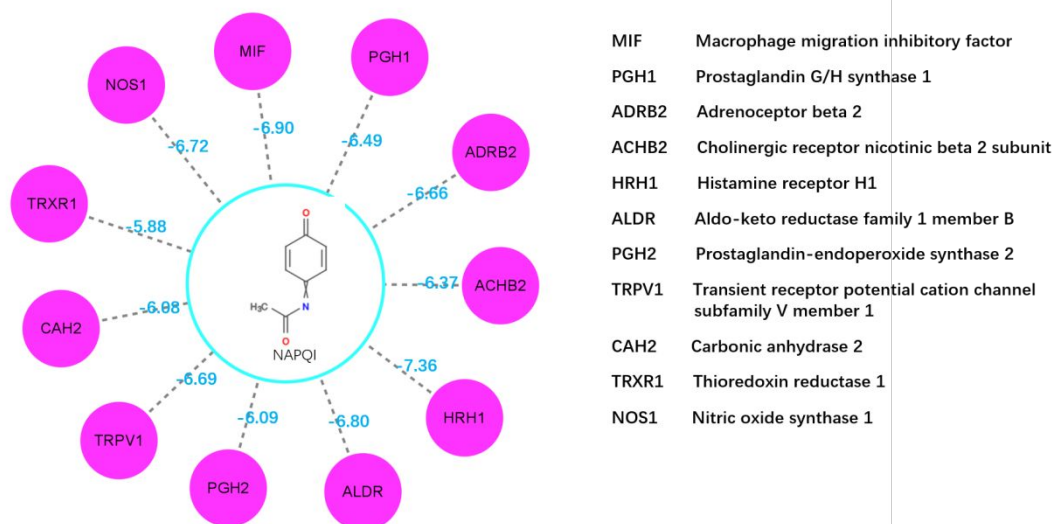 MIF
PGH1
NOS1
-6.90
-6.49
-6.72
ADRB2
-6.66
TRXR1
-5.88
O
N
H₃C
O
NAPQI
-6.37
ACHB2
CAH2
-6.08
-7.36
HRH1
-6.69
TRPV1
-6.09
PGH2
-6.80
ALDR
MIF Macrophage migration inhibitory factor
PGH1 Prostaglandin G/H synthase 1
ADRB2 Adrenoceptor beta 2
ACHB2 Cholinergic receptor nicotinic beta 2 subunit
HRH1 Histamine receptor H1
ALDR Aldo-keto reductase family 1 member B
PGH2 Prostaglandin-endoperoxide synthase 2
TRPV1 Transient receptor potential cation channel
subfamily V member 1
CAH2 Carbonic anhydrase 2
TRXR1 Thioredoxin reductase 1
NOS1 Nitric oxide synthase 1